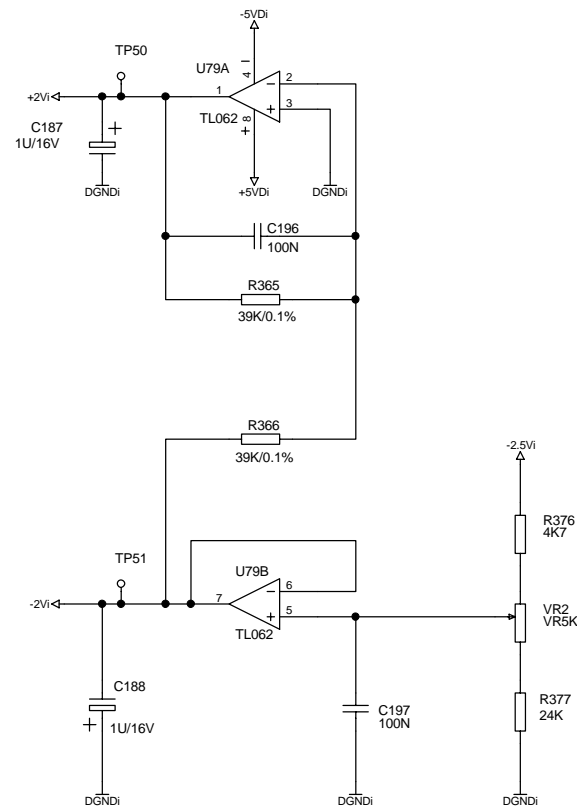 -5VDi
TP50
U79A
4
2
+2Vi
1
3
C187
+
TL062
8
1U/16V
+
DGNDi
+5VDi
DGNDi
C196
100N
R365
39K/0.1%
R366
39K/0.1%
-2.5Vi
R376
4K7
TP51
U79B
6
-2Vi
7
5
VR2
VR5K
TL062
C188
R377
24K
+
1U/16V
C197
100N
DGNDi
DGNDi
DGNDi